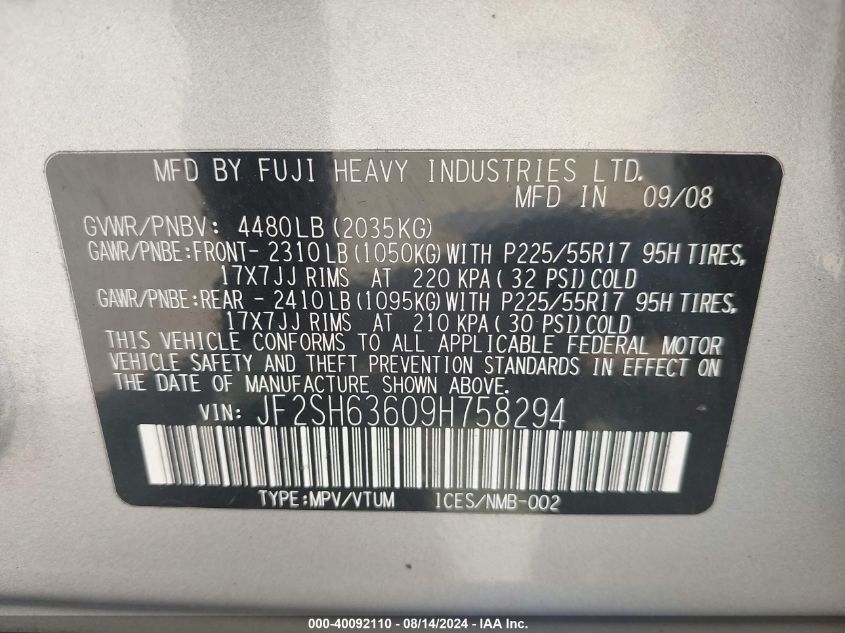 MFD BY FUJI HEAVY INDUSTRIES LTD.
MFD IN 09/08
GVWR/PNBV: 4480LB(2035KG)
GAWR/PNBE:FRONT- 2310LB(1050KG)WITH P225/55R17 95H TIRES,
17X7JJ RIMS AT 220 KPA( 32 PSI)COLD
GAWR/PNBE:REAR - 2410LB(1095KG)WITH P225/55R17 95H TIRES,
17X7JJ RIMS AT 210 KPA( 30 PSI)COLD
THIS VEHICLE CONFORMS TO ALL APPLICABLE FEDERAL MOTOR
VEHICLE SAFETY AND THEFT PREVENTION STANDARDS IN EFFECT ON
THE DATE OF MANUFACTURE SHOWN ABOVE.
VIN: JF2SH63609H758294
TYPE:MPV/VTUM ICES/NMB-002
000-40092110 - 08/14/2024 - IAA Inc.